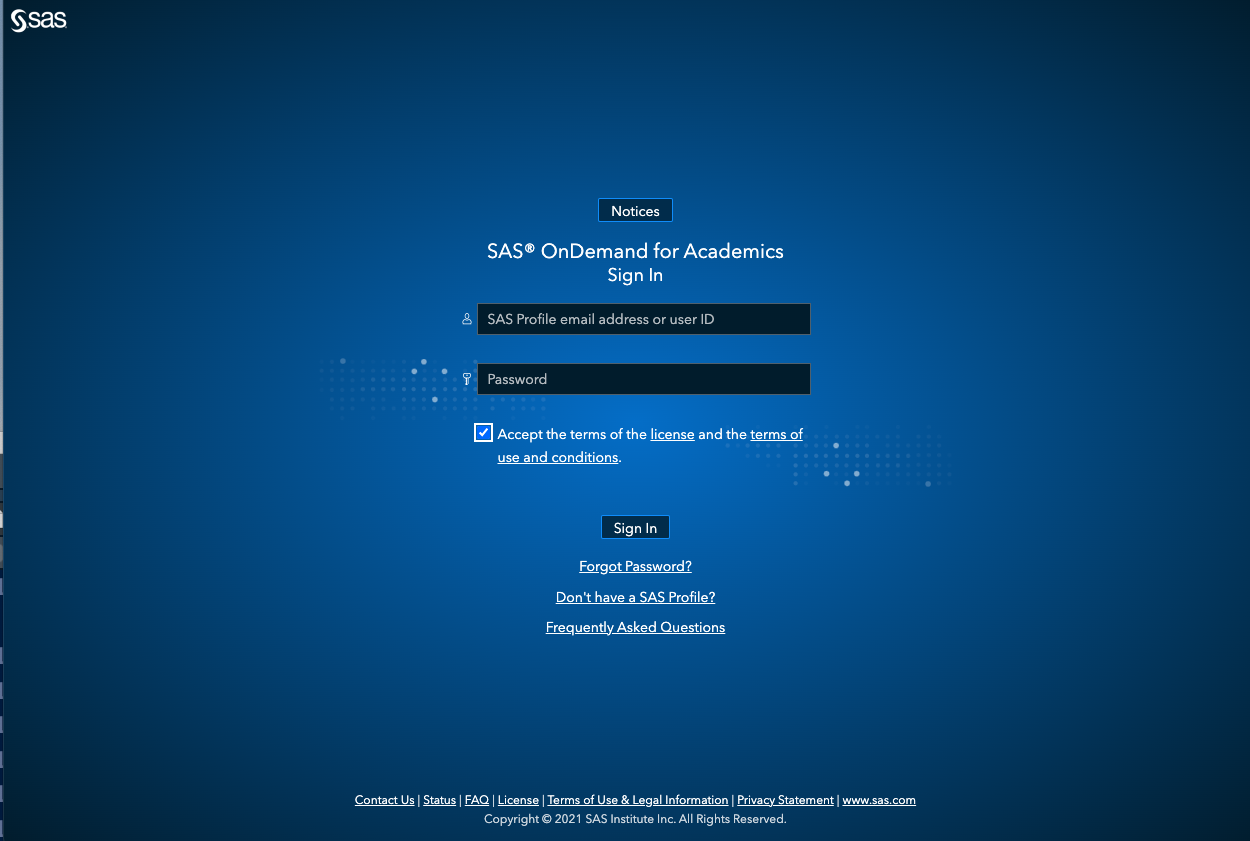 sas
Notices
SAS® OnDemand for Academics
Sign In
SAS Profile email address or user ID
Password
Accept the terms of the license and the terms of
use and conditions.
Sign In
Forgot Password?
Don't have a SAS Profile?
Frequently Asked Questions
Contact Us | Status | FAQ | License | Terms of Use & Legal Information | Privacy Statement | www.sas.com
Copyright © 2021 SAS Institute Inc. All Rights Reserved.